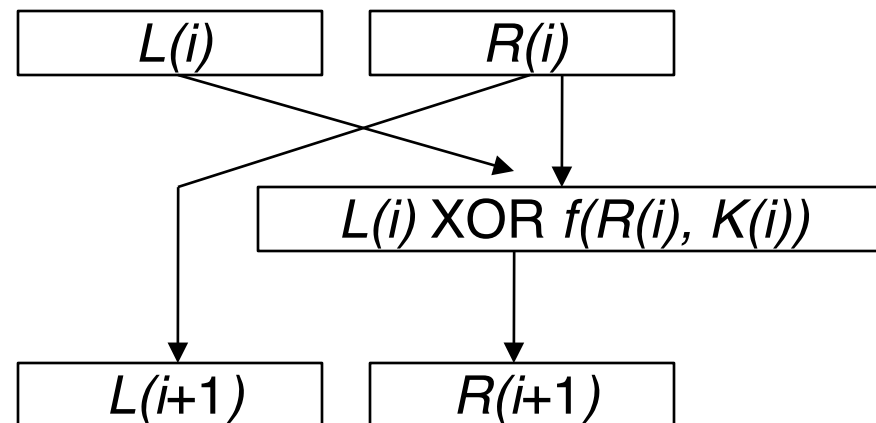 L(i)
R(i)
L(i) XOR f(R(i), K(i))
L(i+1)
R(i+1)